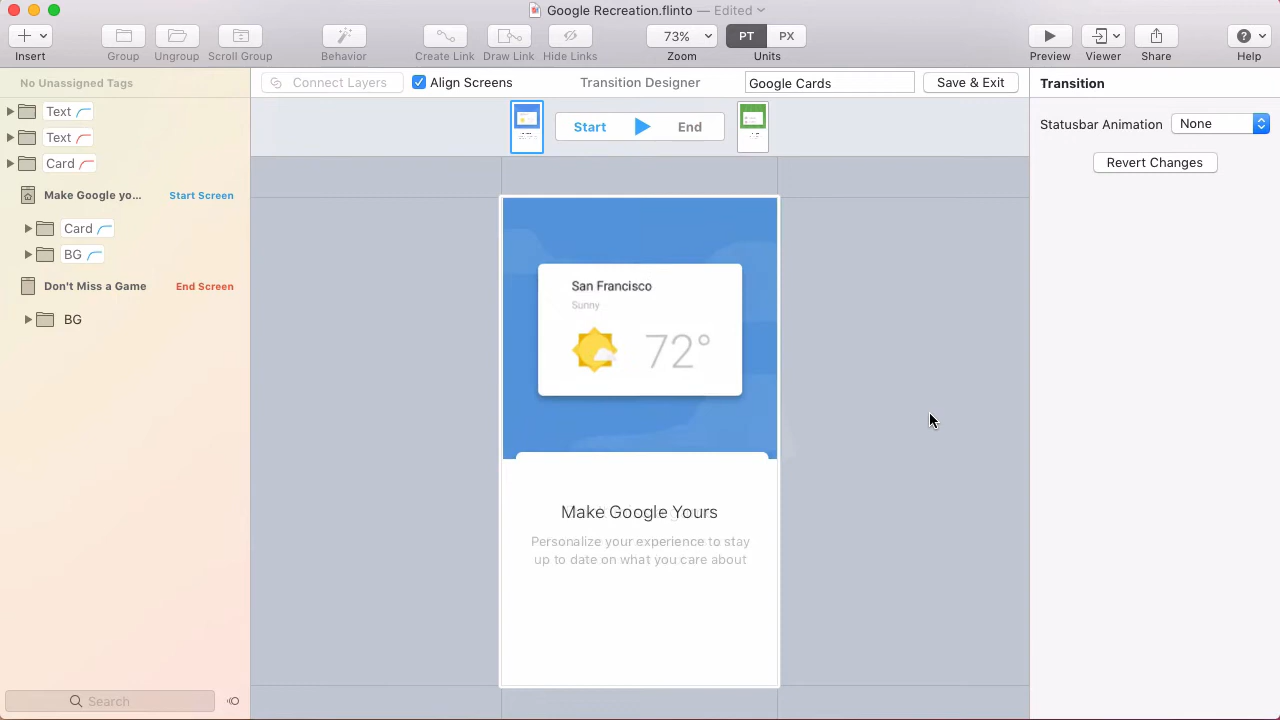 Google Recreation.flinto — Edited
Insert
Group
Ungroup
Scroll Group
Behavior
Create Link
Draw Link
Hide Links
73%
Zoom
PT
PX
Units
Preview
Viewer
Share
Help
No Unassigned Tags
Connect Layers
Align Screens
Transition Designer
Google Cards
Save & Exit
Transition
Text
Text
Card
Make Google yo...
Start Screen
Card
BG
Don't Miss a Game
End Screen
BG
Start
End
Statusbar Animation
None
Revert Changes
San Francisco
Sunny
72°
Make Google Yours
Personalize your experience to stay
up to date on what you care about
Search